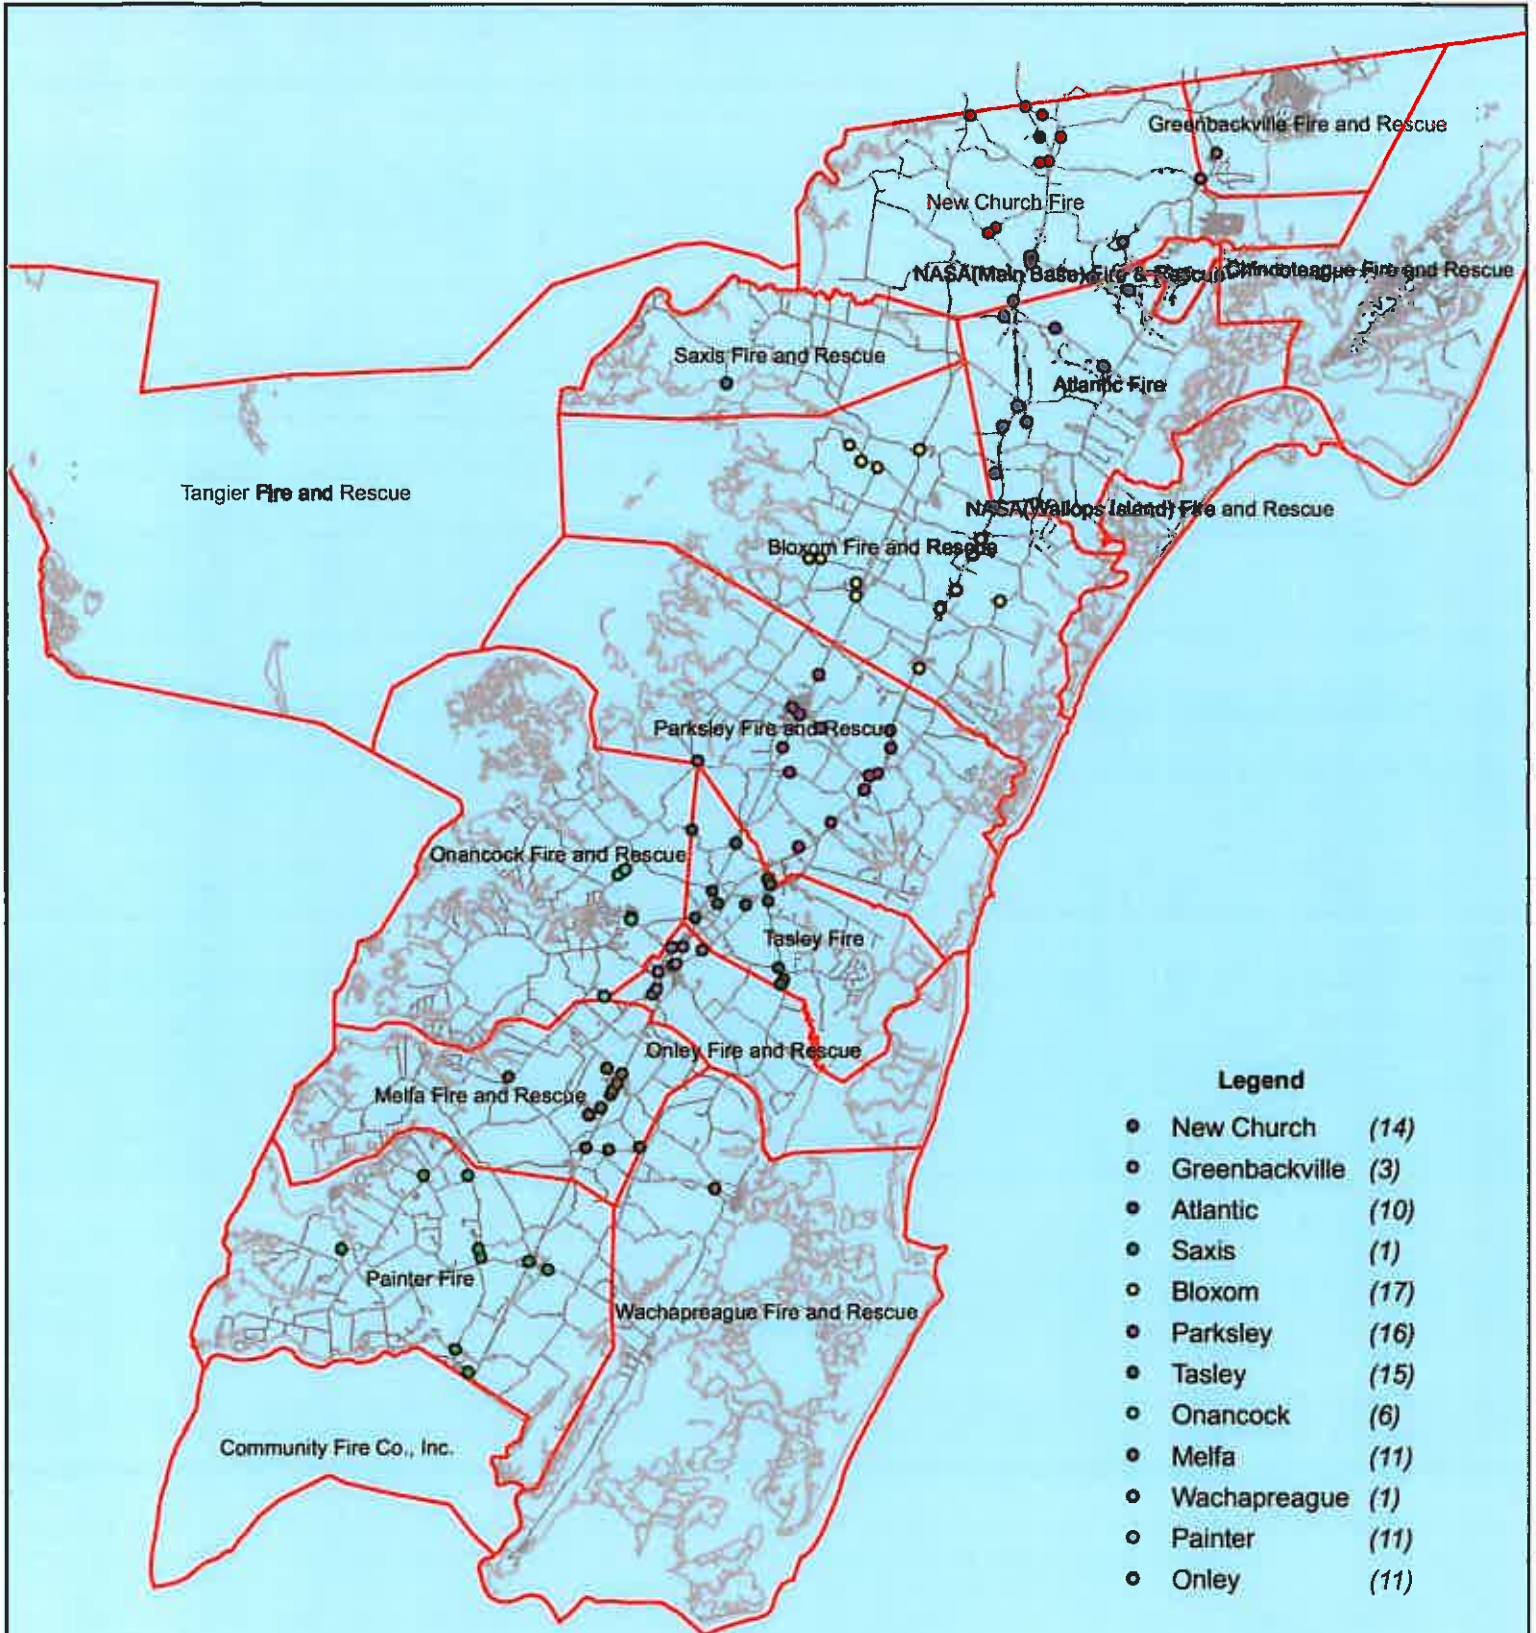 Greenbackville Fire and Rescue
New Church Fire
NASA(Main Base) Fire & Rescue
Chincoteague Fire and Rescue
Saxis Fire and Rescue
Atlantic Fire
Tangier Fire and Rescue
NASA(Wallops Island) Fire and Rescue
Bloxom Fire and Rescue
Parksley Fire and Rescue
Onancock Fire and Rescue
Tasley Fire
Onley Fire and Rescue
Melfa Fire and Rescue
Painter Fire
Wachapreague Fire and Rescue
Community Fire Co., Inc.
Legend
New Church (14)
Greenbackville (3)
Atlantic (10)
Saxis (1)
Bloxom (17)
Parksley (16)
Tasley (15)
Onancock (6)
Melfa (11)
Wachapreague (1)
Painter (11)
Onley (11)